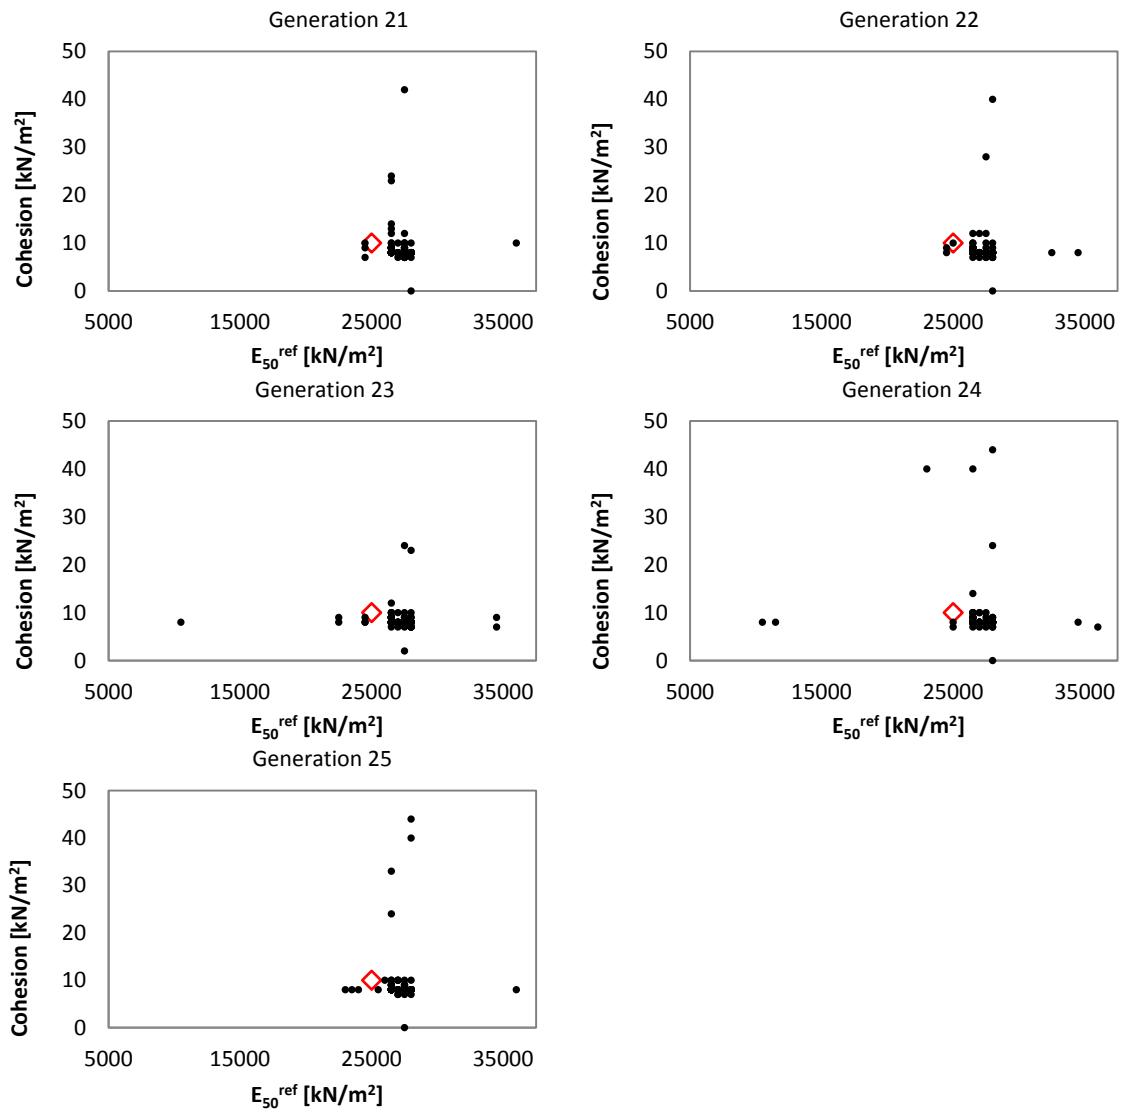 Generation 21
50
40
30
20
10
0
Cohesion [kN/m²]
5000 15000 25000 35000
E₅₀ʳᵉᶠ [kN/m²]
Generation 22
50
40
30
20
10
0
Cohesion [kN/m²]
5000 15000 25000 35000
E₅₀ʳᵉᶠ [kN/m²]
Generation 23
50
40
30
20
10
0
Cohesion [kN/m²]
5000 15000 25000 35000
E₅₀ʳᵉᶠ [kN/m²]
Generation 24
50
40
30
20
10
0
Cohesion [kN/m²]
5000 15000 25000 35000
E₅₀ʳᵉᶠ [kN/m²]
Generation 25
50
40
30
20
10
0
Cohesion [kN/m²]
5000 15000 25000 35000
E₅₀ʳᵉᶠ [kN/m²]